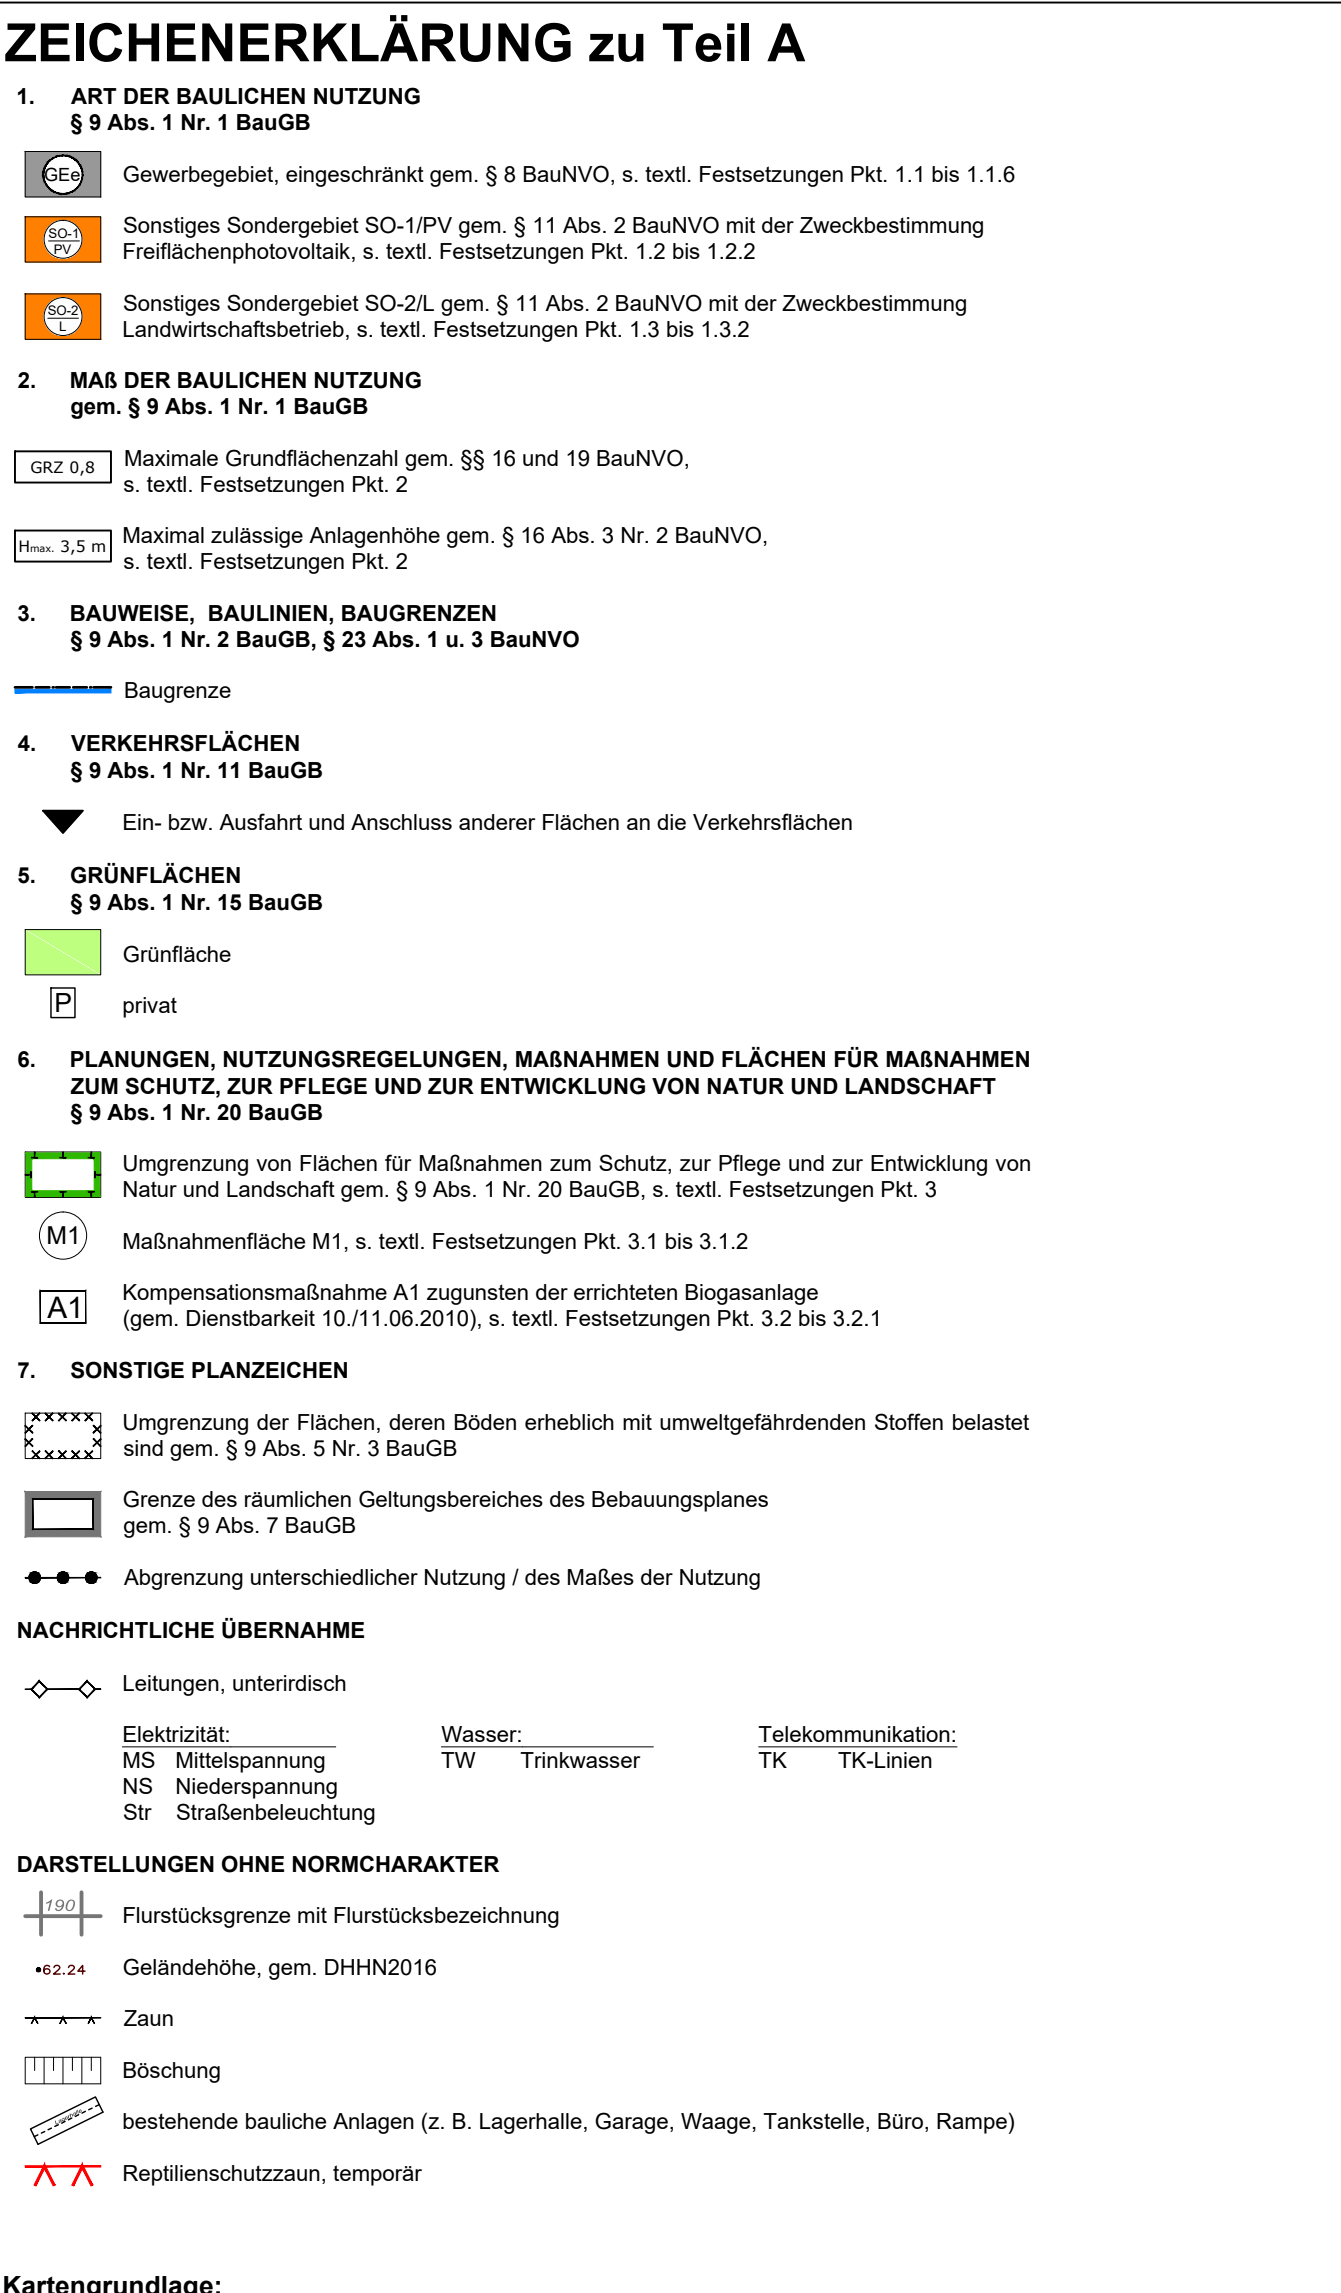 ZEICHENERKLÄRUNG zu Teil A
1. ART DER BAULICHEN NUTZUNG
§ 9 Abs. 1 Nr. 1 BauGB
GEe Gewerbegebiet, eingeschränkt gem. § 8 BauNVO, s. textl. Festsetzungen Pkt. 1.1 bis 1.1.6
SO-1
PV
Sonstiges Sondergebiet SO-1/PV gem. § 11 Abs. 2 BauNVO mit der Zweckbestimmung
Freiflächenphotovoltaik, s. textl. Festsetzungen Pkt. 1.2 bis 1.2.2
SO-2
L
Sonstiges Sondergebiet SO-2/L gem. § 11 Abs. 2 BauNVO mit der Zweckbestimmung
Landwirtschaftsbetrieb, s. textl. Festsetzungen Pkt. 1.3 bis 1.3.2
2. MAß DER BAULICHEN NUTZUNG
gem. § 9 Abs. 1 Nr. 1 BauGB
GRZ 0,8 Maximale Grundflächenzahl gem. §§ 16 und 19 BauNVO,
s. textl. Festsetzungen Pkt. 2
Hmax. 3,5 m Maximal zulässige Anlagenhöhe gem. § 16 Abs. 3 Nr. 2 BauNVO,
s. textl. Festsetzungen Pkt. 2
3. BAUWEISE, BAULINIEN, BAUGRENZEN
§ 9 Abs. 1 Nr. 2 BauGB, § 23 Abs. 1 u. 3 BauNVO
Baugrenze
4. VERKEHRSFLÄCHEN
§ 9 Abs. 1 Nr. 11 BauGB
Ein- bzw. Ausfahrt und Anschluss anderer Flächen an die Verkehrsflächen
5. GRÜNFLÄCHEN
§ 9 Abs. 1 Nr. 15 BauGB
Grünfläche
P privat
6. PLANUNGEN, NUTZUNGSREGELUNGEN, MAßNAHMEN UND FLÄCHEN FÜR MAßNAHMEN
ZUM SCHUTZ, ZUR PFLEGE UND ZUR ENTWICKLUNG VON NATUR UND LANDSCHAFT
§ 9 Abs. 1 Nr. 20 BauGB
Umgrenzung von Flächen für Maßnahmen zum Schutz, zur Pflege und zur Entwicklung von
Natur und Landschaft gem. § 9 Abs. 1 Nr. 20 BauGB, s. textl. Festsetzungen Pkt. 3
M1 Maßnahmenfläche M1, s. textl. Festsetzungen Pkt. 3.1 bis 3.1.2
A1 Kompensationsmaßnahme A1 zugunsten der errichteten Biogasanlage
(gem. Dienstbarkeit 10./11.06.2010), s. textl. Festsetzungen Pkt. 3.2 bis 3.2.1
7. SONSTIGE PLANZEICHEN
Umgrenzung der Flächen, deren Böden erheblich mit umweltgefährdenden Stoffen belastet
sind gem. § 9 Abs. 5 Nr. 3 BauGB
Grenze des räumlichen Geltungsbereiches des Bebauungsplanes
gem. § 9 Abs. 7 BauGB
Abgrenzung unterschiedlicher Nutzung / des Maßes der Nutzung
NACHRICHTLICHE ÜBERNAHME
Leitungen, unterirdisch
Elektrizität: Wasser: Telekommunikation:
MS Mittelspannung TW Trinkwasser TK TK-Linien
NS Niederspannung
Str Straßenbeleuchtung
DARSTELLUNGEN OHNE NORMCHARAKTER
190 Flurstücksgrenze mit Flurstücksbezeichnung
62.24 Geländehöhe, gem. DHHN2016
Zaun
Böschung
Lagerhalle bestehende bauliche Anlagen (z. B. Lagerhalle, Garage, Waage, Tankstelle, Büro, Rampe)
Reptilienschutzzaun, temporär
Kartengrundlage: